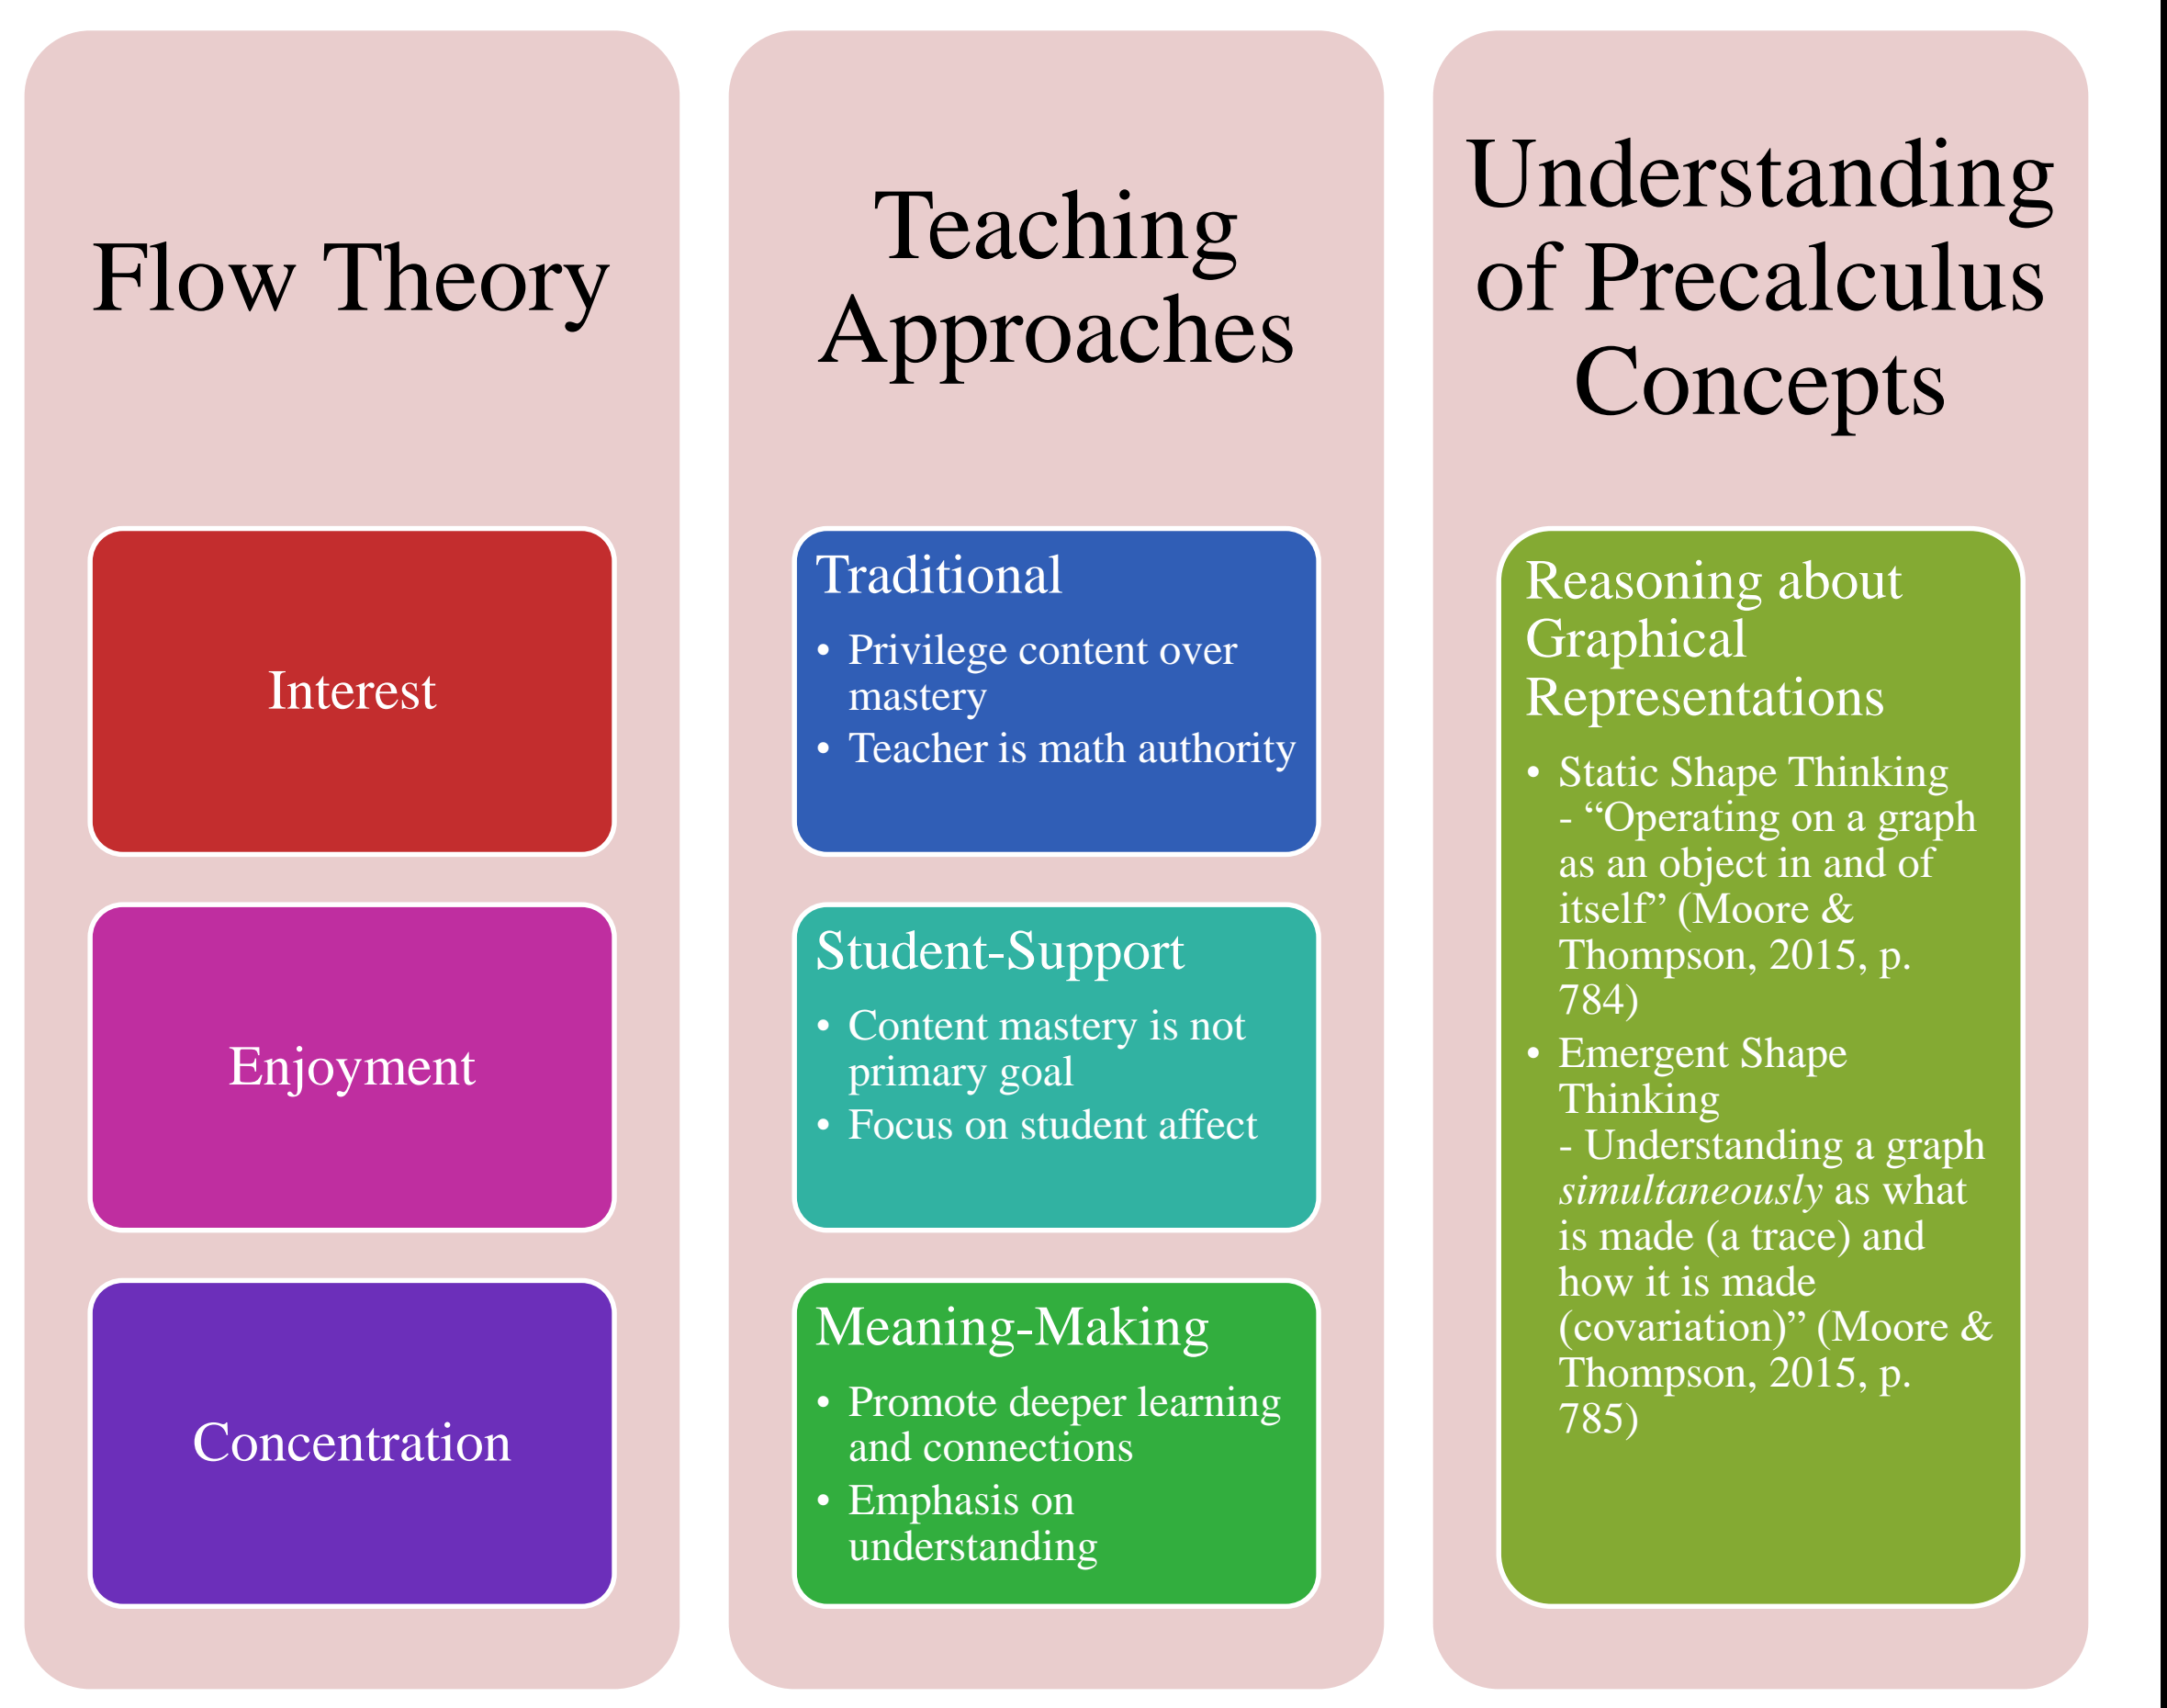 Flow Theory
Interest
Enjoyment
Concentration
Teaching
Approaches
Traditional
• Privilege content over
mastery
• Teacher is math authority
Student-Support
• Content mastery is not
primary goal
• Focus on student affect
Meaning-Making
• Promote deeper learning
and connections
• Emphasis on
understanding
Understanding
of Precalculus
Concepts
Reasoning about
Graphical
Representations
• Static Shape Thinking
- “Operating on a graph
as an object in and of
itself” (Moore &
Thompson, 2015, p.
784)
• Emergent Shape
Thinking
- Understanding a graph
simultaneously as what
is made (a trace) and
how it is made
(covariation)” (Moore &
Thompson, 2015, p.
785)